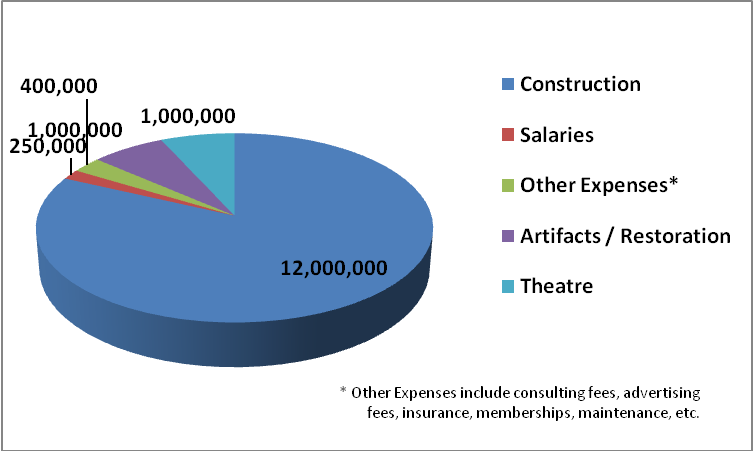 400,000
1,000,000
1,000,000
250,000
12,000,000
Construction
Salaries
Other Expenses*
Artifacts / Restoration
Theatre
* Other Expenses include consulting fees, advertising
fees, insurance, memberships, maintenance, etc.